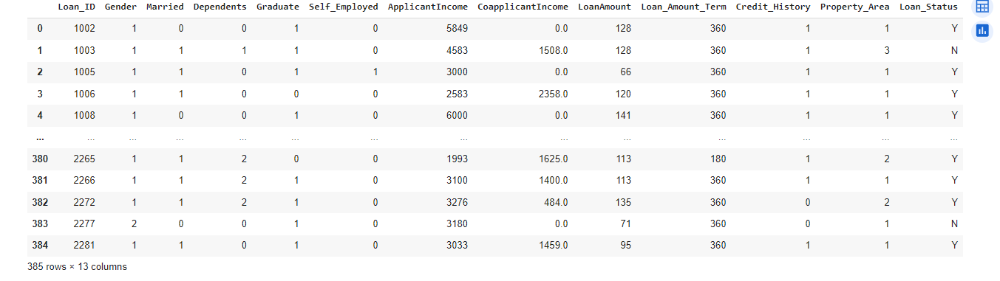 Loan_ID Gender Married Dependents Graduate Self_Employed ApplicantIncome CoapplicantIncome LoanAmount Loan_Amount_Term Credit_History Property_Area Loan_Status
0 1002 1 0 0 1 0 5849 0.0 128 360 1 1 Y
1 1003 1 1 1 1 0 4583 1508.0 128 360 1 3 N
2 1005 1 1 0 1 1 3000 0.0 66 360 1 1 Y
3 1006 1 1 0 0 0 2583 2358.0 120 360 1 1 Y
4 1008 1 0 0 1 0 6000 0.0 141 360 1 1 Y
... ... ... ... ... ... ... ... ... ... ... ... ... ...
380 2265 1 1 2 0 0 1993 1625.0 113 180 1 2 Y
381 2266 1 1 2 1 0 3100 1400.0 113 360 1 1 Y
382 2272 1 1 2 1 0 3276 484.0 135 360 0 2 Y
383 2277 2 0 0 1 0 3180 0.0 71 360 0 1 N
384 2281 1 1 0 1 0 3033 1459.0 95 360 1 1 Y
385 rows × 13 columns